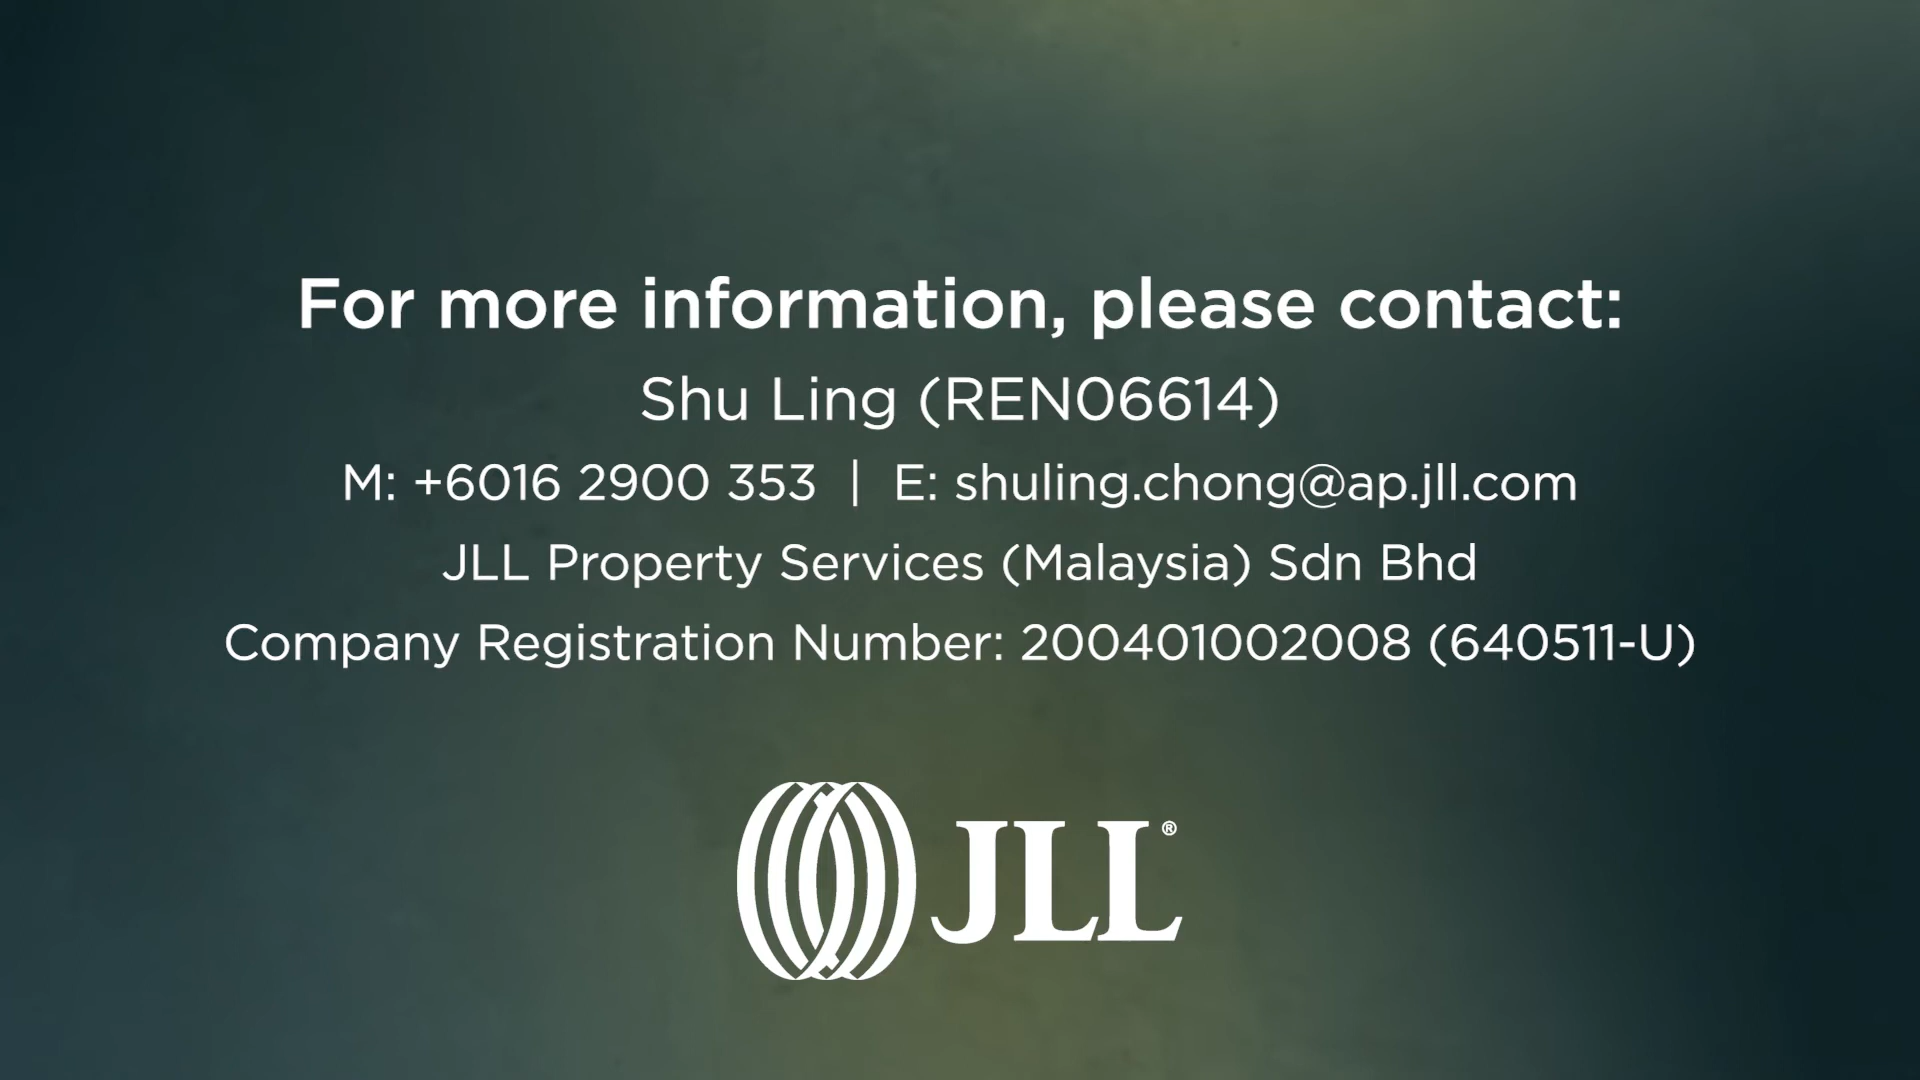 For more information, please contact:
Shu Ling (REN06614)
M: +6016 2900 353 | E: shuling.chong@ap.jll.com
JLL Property Services (Malaysia) Sdn Bhd
Company Registration Number: 200401002008 (640511-U)
JLL®